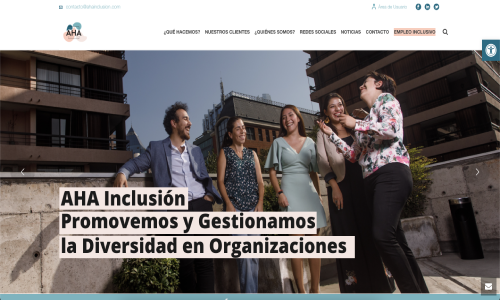 contacto@ahainclusion.com
Area de Usuario
AHA
¿QUÉ HACEMOS? NUESTROS CLIENTES ¿QUIÉNES SOMOS? REDES SOCIALES NOTICIAS CONTACTO EMPLEO INCLUSIVO
AHA Inclusión
Promovemos y Gestionamos
la Diversidad en Organizaciones